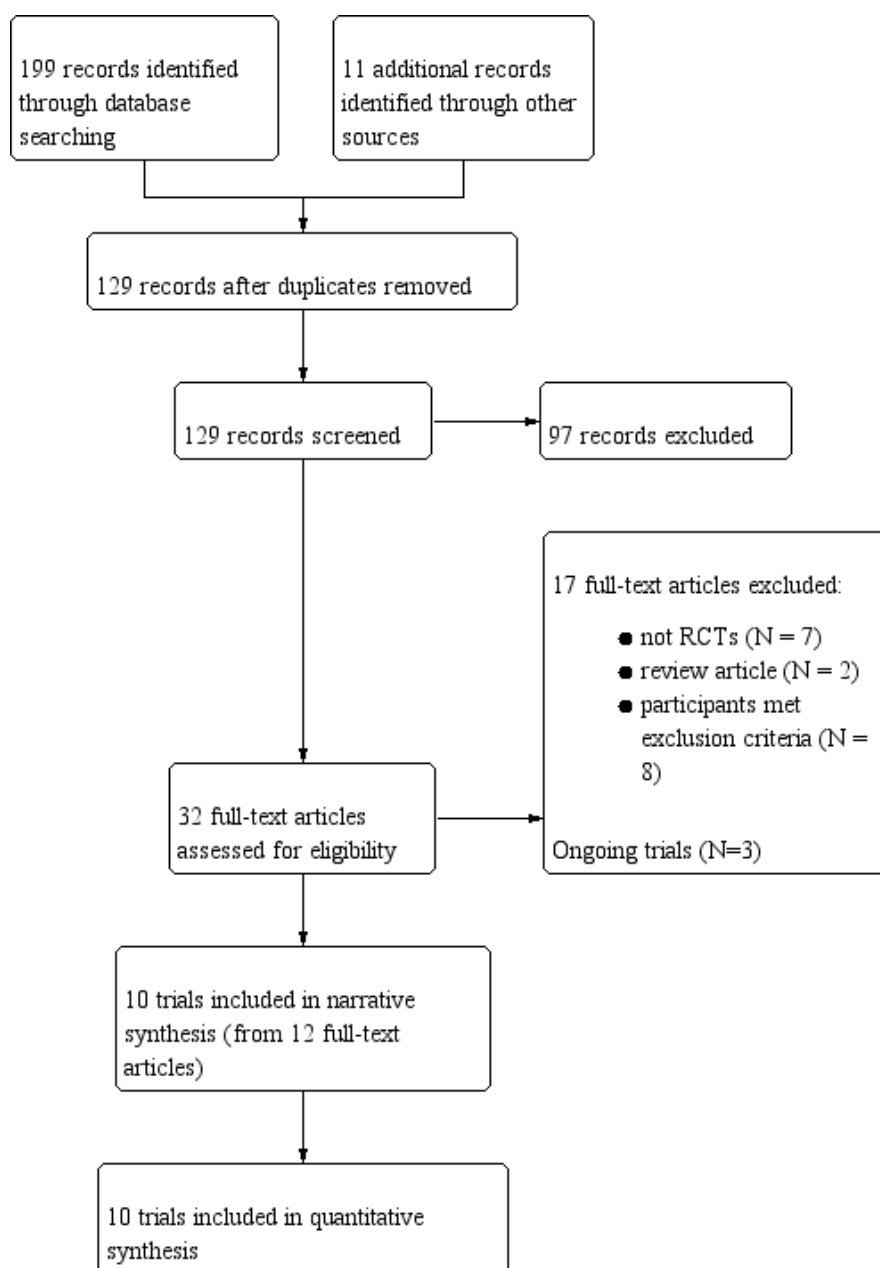 199 records identified
through database
searching
11 additional records
identified through other
sources
129 records after duplicates removed
129 records screened
97 records excluded
17 full-text articles excluded:
● not RCTs (N = 7)
● review article (N = 2)
● participants met
exclusion criteria (N =
8)
Ongoing trials (N=3)
32 full-text articles
assessed for eligibility
10 trials included in narrative
synthesis (from 12 full-text
articles)
10 trials included in quantitative
synthesis